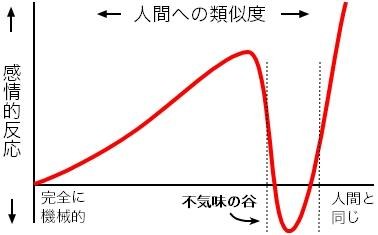 人間への類似度
感情的反応
完全に
機械的
不気味の谷
人間と
同じ